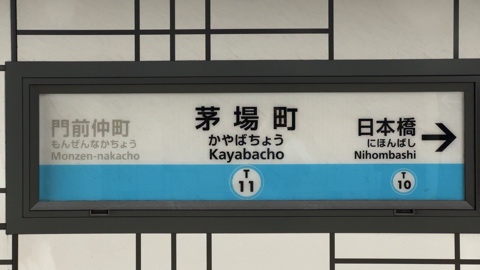 門前仲町
もんぜんなかちょう
Monzen-nakacho
茅場町
かやばちょう
Kayabacho
T
11
日本橋
にほんばし
Nihombashi
T
10